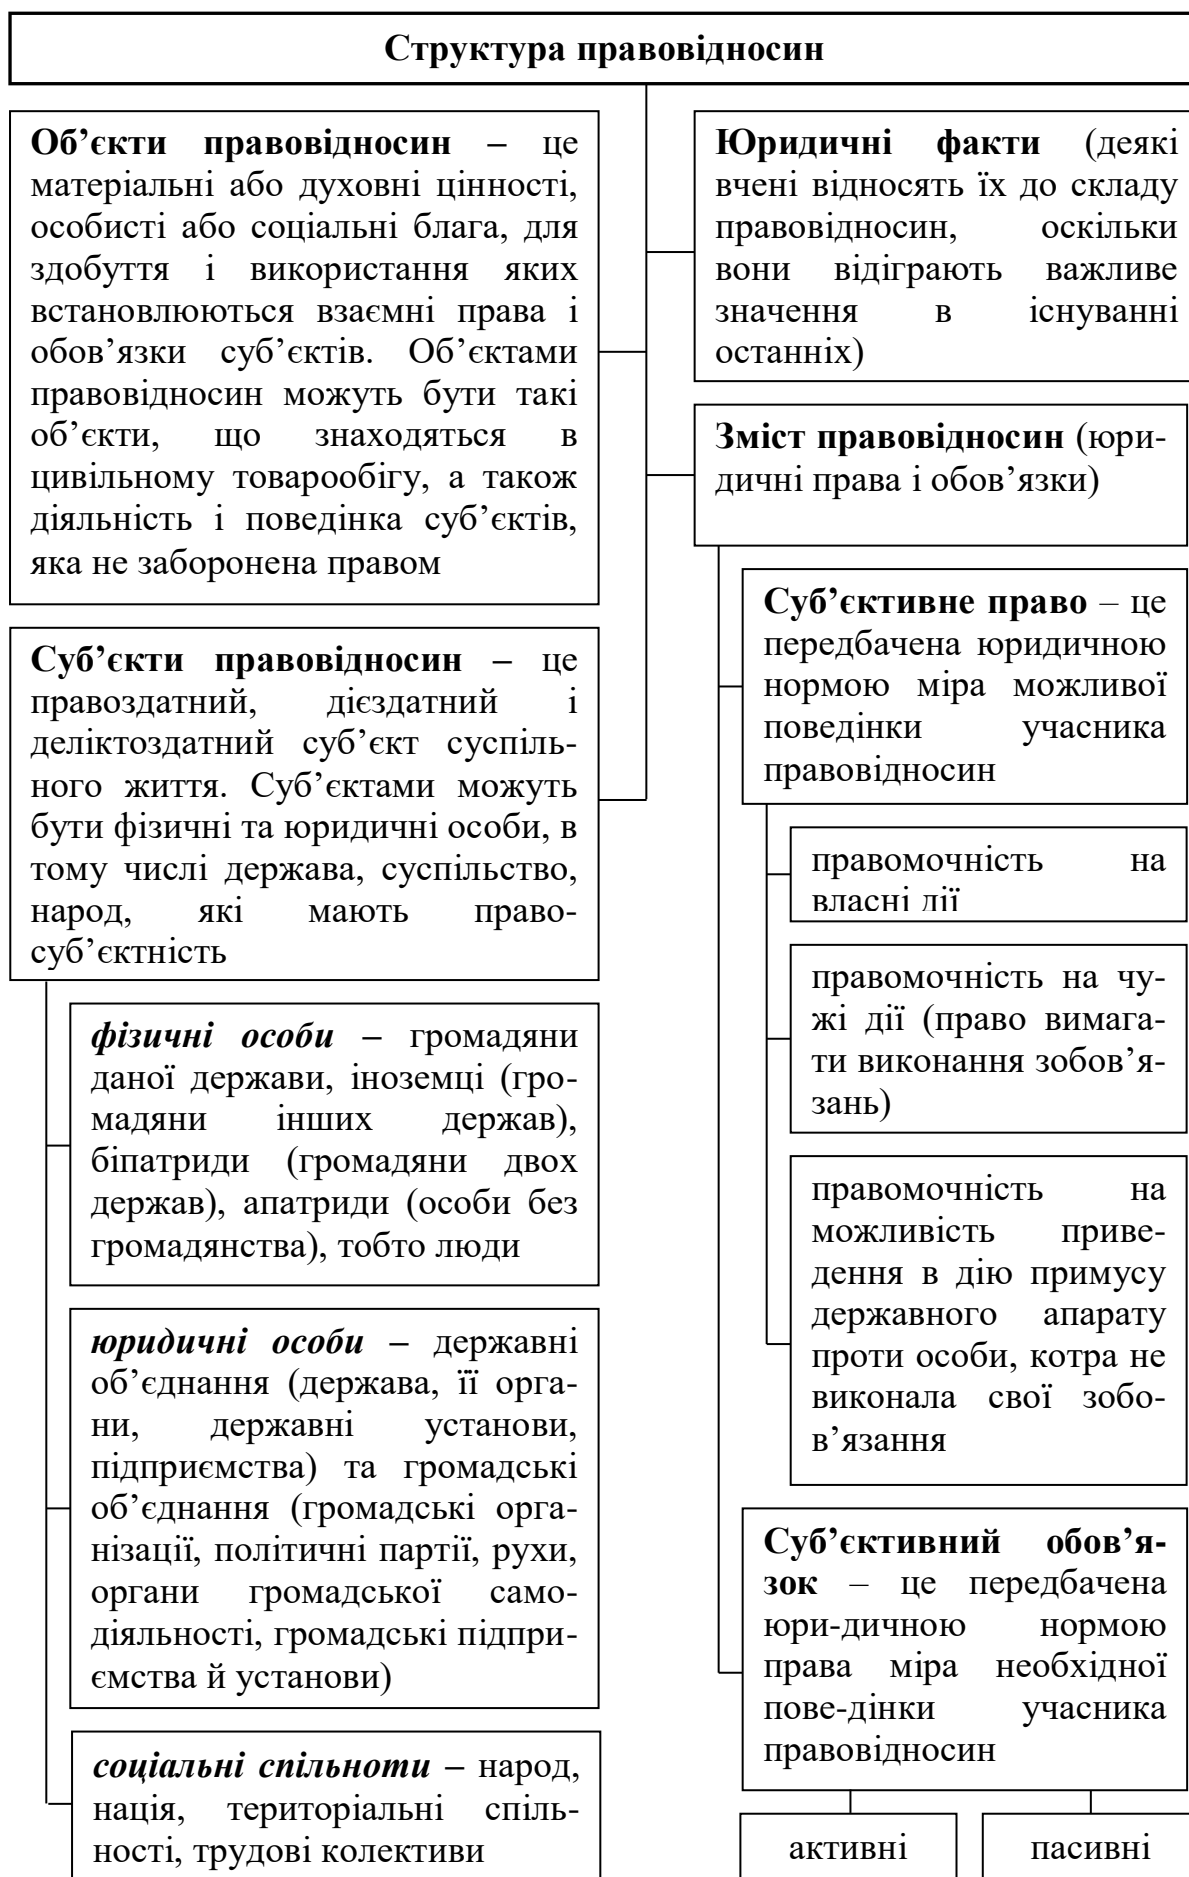 Структура правовідносин
Об’єкти правовідносин – це
матеріальні або духовні цінності,
особисті або соціальні блага, для
здобуття і використання яких
встановлюються взаємні права і
обов’язки суб’єктів. Об’єктами
правовідносин можуть бути такі
об’єкти, що знаходяться в
цивільному товарообігу, а також
діяльність і поведінка суб’єктів,
яка не заборонена правом
Суб’єкти правовідносин – це
правоздатний, дієздатний і
деліктоздатний суб’єкт суспіль-
ного життя. Суб’єктами можуть
бути фізичні та юридичні особи, в
тому числі держава, суспільство,
народ, які мають право-
суб’єктність
фізичні особи – громадяни
даної держави, іноземці (гро-
мадяни інших держав),
біпатриди (громадяни двох
держав), апатриди (особи без
громадянства), тобто люди
юридичні особи – державні
об’єднання (держава, її орга-
ни, державні установи,
підприємства) та громадські
об’єднання (громадські орга-
нізації, політичні партії, рухи,
органи громадської само-
діяльності, громадські підпри-
ємства й установи)
соціальні спільноти – народ,
нація, територіальні спіль-
ності, трудові колективи
Юридичні факти (деякі
вчені відносять їх до складу
правовідносин, оскільки
вони відіграють важливе
значення в існуванні
останніх)
Зміст правовідносин (юри-
дичні права і обов’язки)
Суб’єктивне право – це
передбачена юридичною
нормою міра можливої
поведінки учасника
правовідносин
правомочність на
власні дії
правомочність на чу-
жі дії (право вимага-
ти виконання зобов’я-
зань)
правомочність на
можливість приве-
дення в дію примусу
державного апарату
проти особи, котра не
виконала свої зобо-
в’язання
Суб’єктивний обов’я-
зок – це передбачена
юри-дичною нормою
права міра необхідної
пове-дінки учасника
правовідносин
активні
пасивні